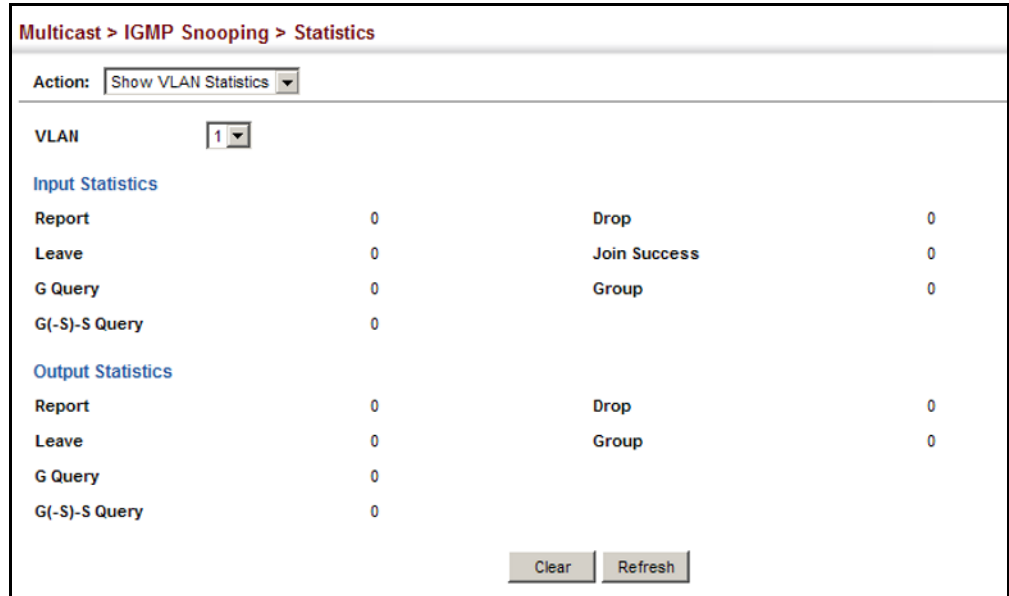 Multicast > IGMP Snooping > Statistics
Action: Show VLAN Statistics
VLAN 1
Input Statistics
Report 0 Drop 0
Leave 0 Join Success 0
G Query 0 Group 0
G(-S)-S Query 0
Output Statistics
Report 0 Drop 0
Leave 0 Group 0
G Query 0
G(-S)-S Query 0
Clear Refresh